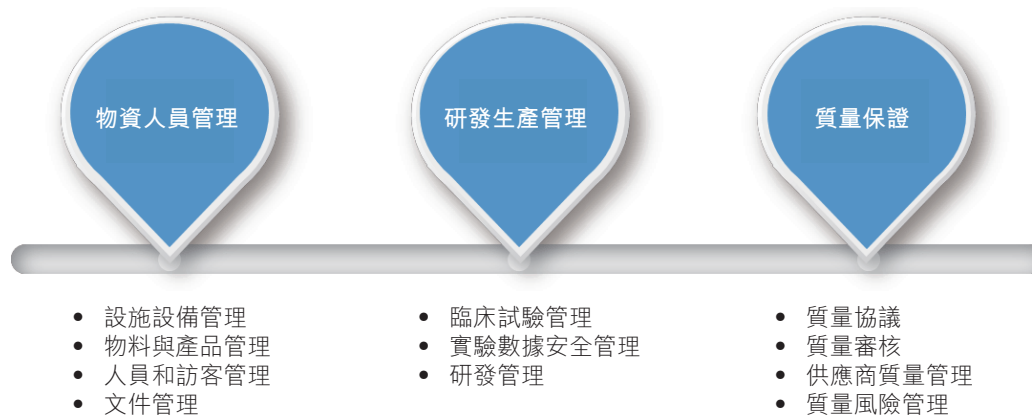 物資人員管理
研發生產管理
質量保證
• 設施設備管理
• 物料與產品管理
• 人員和訪客管理
• 文件管理
• 臨床試驗管理
• 實驗數據安全管理
• 研發管理
• 質量協議
• 質量審核
• 供應商質量管理
• 質量風險管理